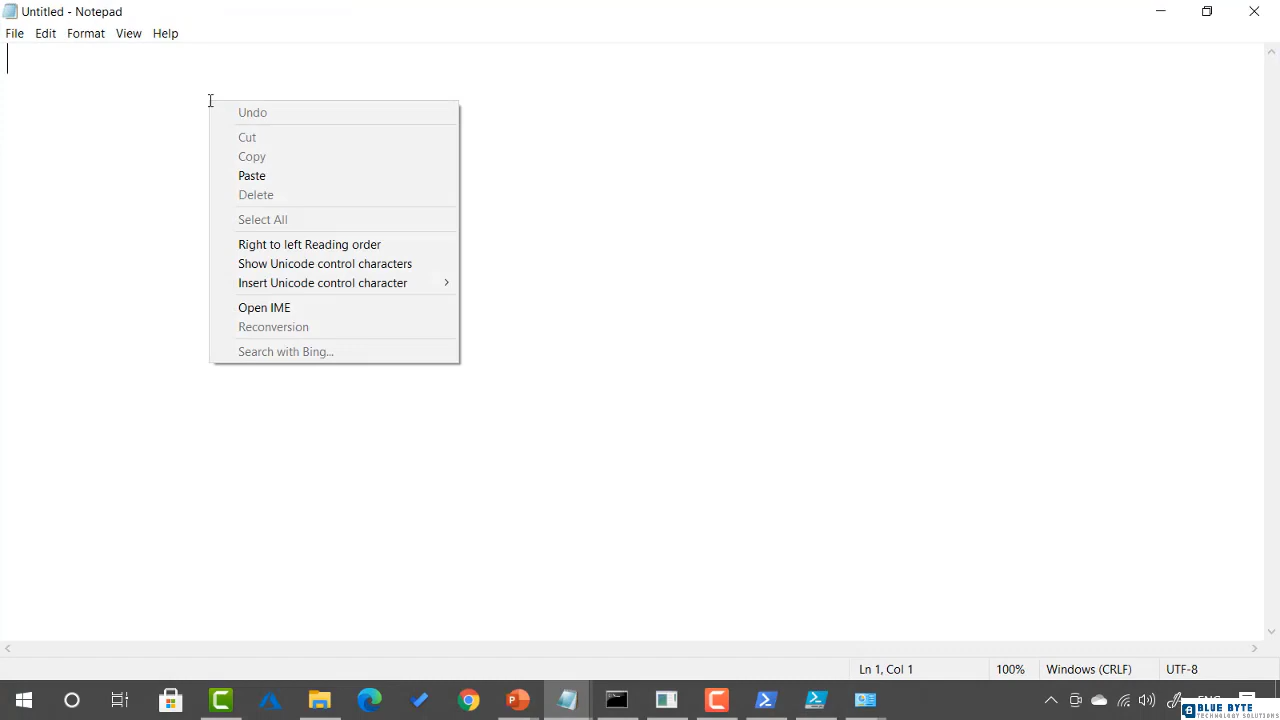 Untitled - Notepad
File Edit Format View Help
Undo
Cut
Copy
Paste
Delete
Select All
Right to left Reading order
Show Unicode control characters
Insert Unicode control character
Open IME
Reconversion
Search with Bing...
Ln 1, Col 1 100% Windows (CRLF) UTF-8
BLUE BYTE
TECHNOLOGY SOLUTIONS